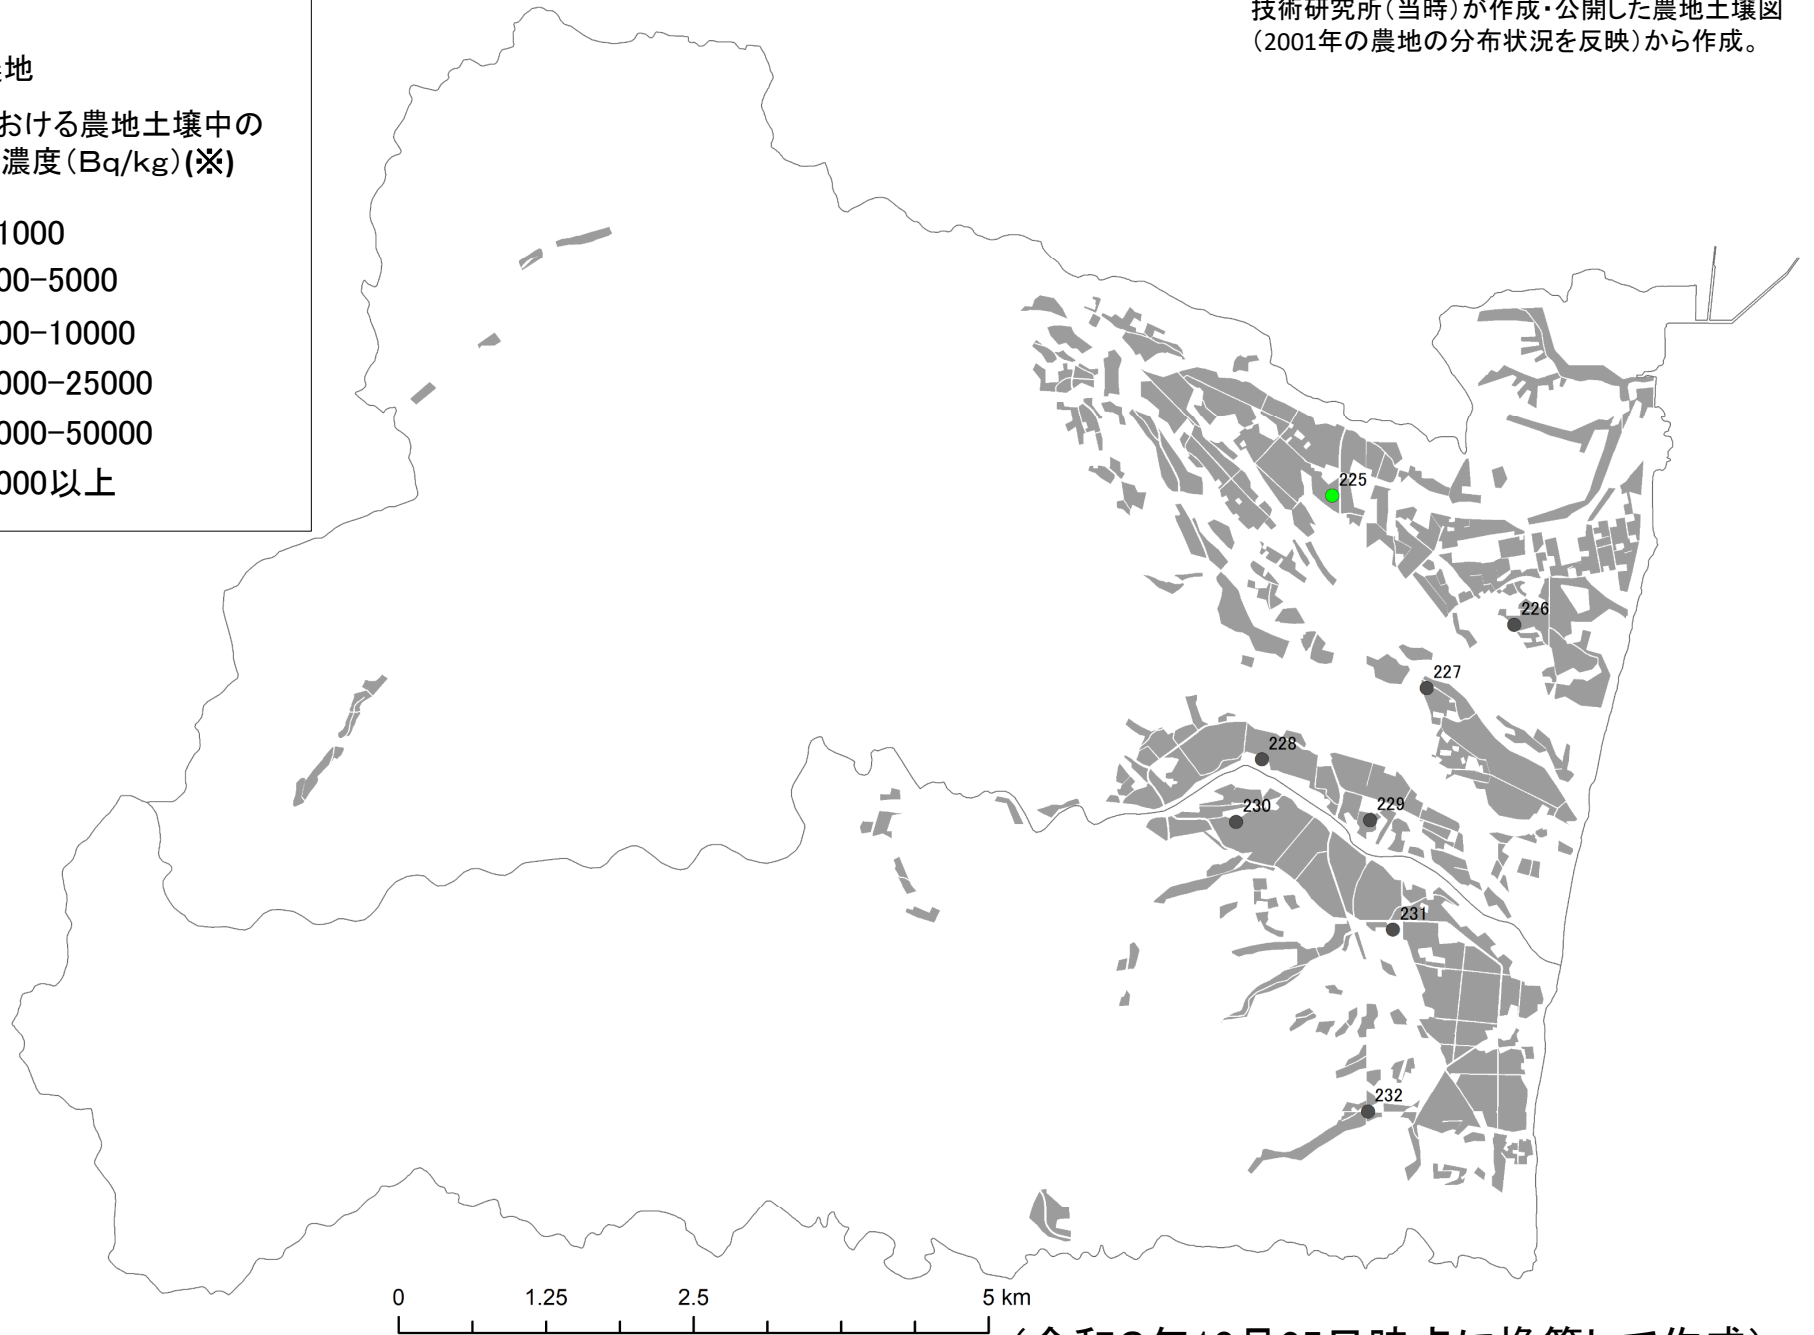 技術研究所（当時）が作成・公開した農地土壌図
（2001年の農地の分布状況を反映）から作成。
地
おける農地土壌中の
濃度（Bq/kg）(※)
1000
00-5000
00-10000
000-25000
000-50000
000以上
225
226
227
228
229
230
231
232
0 1.25 2.5 5 km